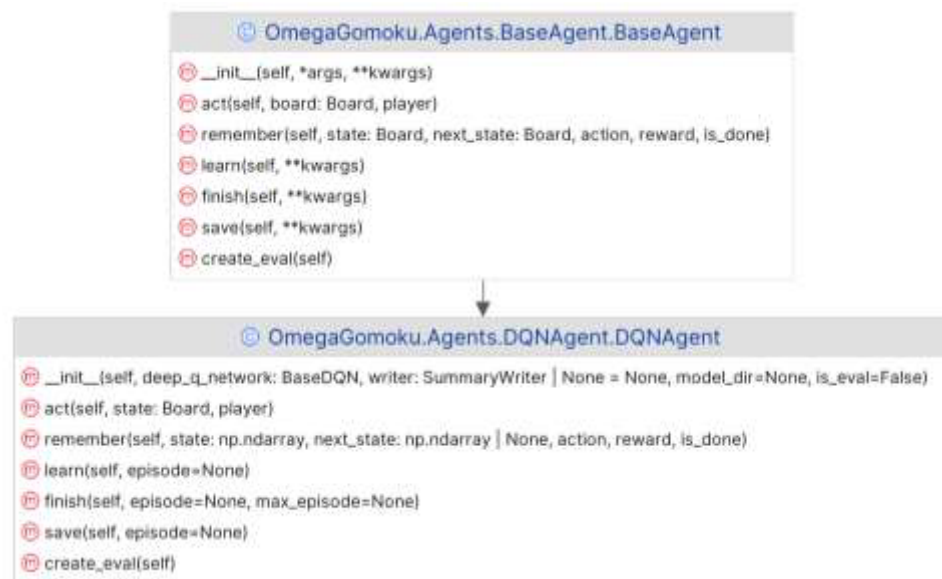 © OmegaGomoku.Agents.BaseAgent.BaseAgent
m __init__(self, *args, **kwargs)
m act(self, board: Board, player)
m remember(self, state: Board, next_state: Board, action, reward, is_done)
m learn(self, **kwargs)
m finish(self, **kwargs)
m save(self, **kwargs)
m create_eval(self)
© OmegaGomoku.Agents.DQNAgent.DQNAgent
m __init__(self, deep_q_network: BaseDQN, writer: SummaryWriter | None = None, model_dir=None, is_eval=False)
m act(self, state: Board, player)
m remember(self, state: np.ndarray, next_state: np.ndarray | None, action, reward, is_done)
m learn(self, episode=None)
m finish(self, episode=None, max_episode=None)
m save(self, episode=None)
m create_eval(self)